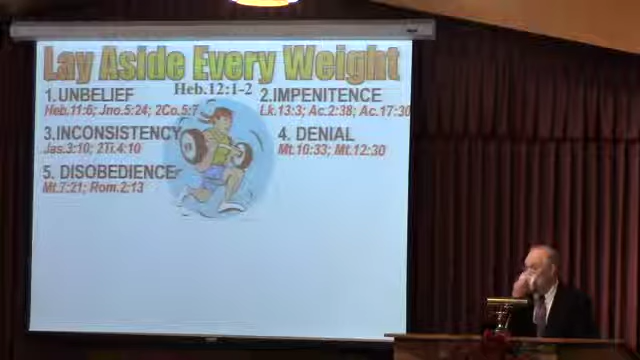 Lay Aside Every Weight
Heb.12:1-2
1.UNBELIEF
Heb.11:6; Jno.5:24; 2Co.5:7
2.IMPENITENCE
Lk.13:3; Ac.2:38; Ac.17:30
3.INCONSISTENCY
Jas.3:10; 2Ti.4:10
4. DENIAL
Mt.10:33; Mt.12:30
5. DISOBEDIENCE
Mt.7:21; Rom.2:13